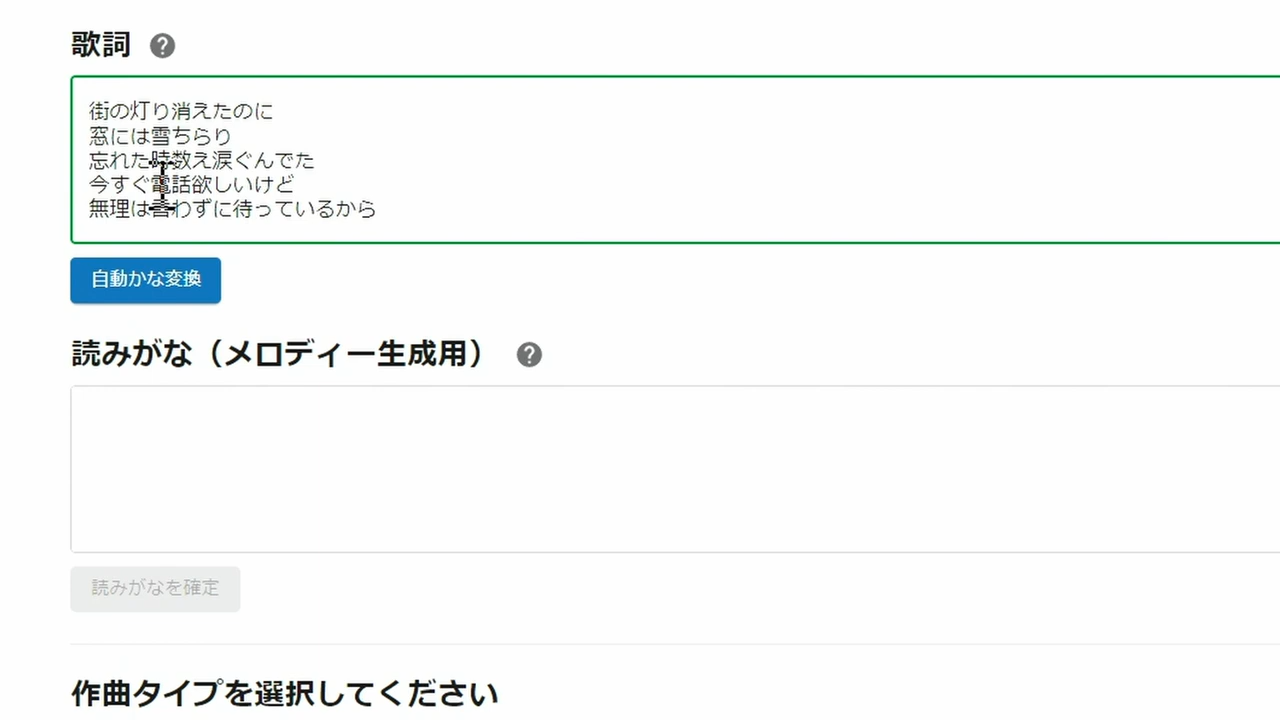 歌詞 ?
街の灯り消えたのに
窓には雪ちらり
忘れた時数え涙ぐんでた
今すぐ電話欲しいけど
無理は言わずに待っているから
自動かな変換
読みがな（メロディー生成用） ?
読みがなを確定
作曲タイプを選択してください